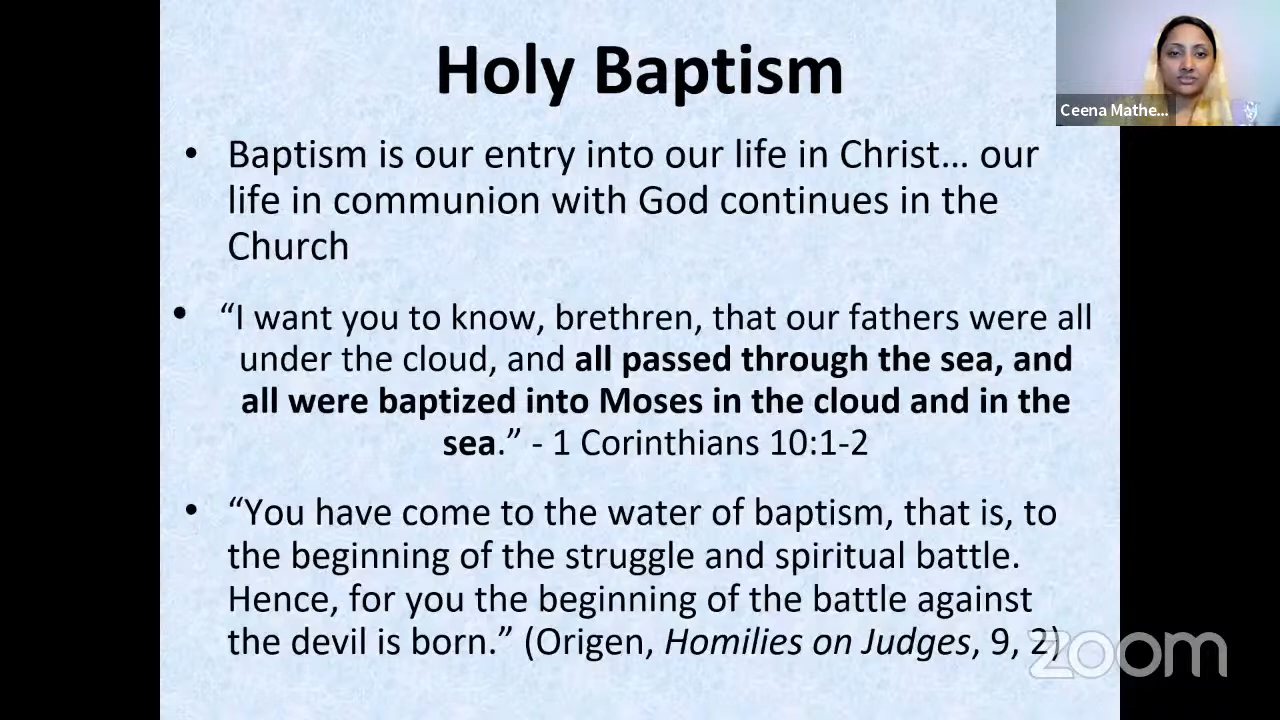 Holy Baptism
Ceena Mathe...
• Baptism is our entry into our life in Christ… our
life in communion with God continues in the
Church
• “I want you to know, brethren, that our fathers were all
under the cloud, and all passed through the sea, and
all were baptized into Moses in the cloud and in the
sea.” - 1 Corinthians 10:1-2
• “You have come to the water of baptism, that is, to
the beginning of the struggle and spiritual battle.
Hence, for you the beginning of the battle against
the devil is born.” (Origen, Homilies on Judges, 9, 2)
zoom